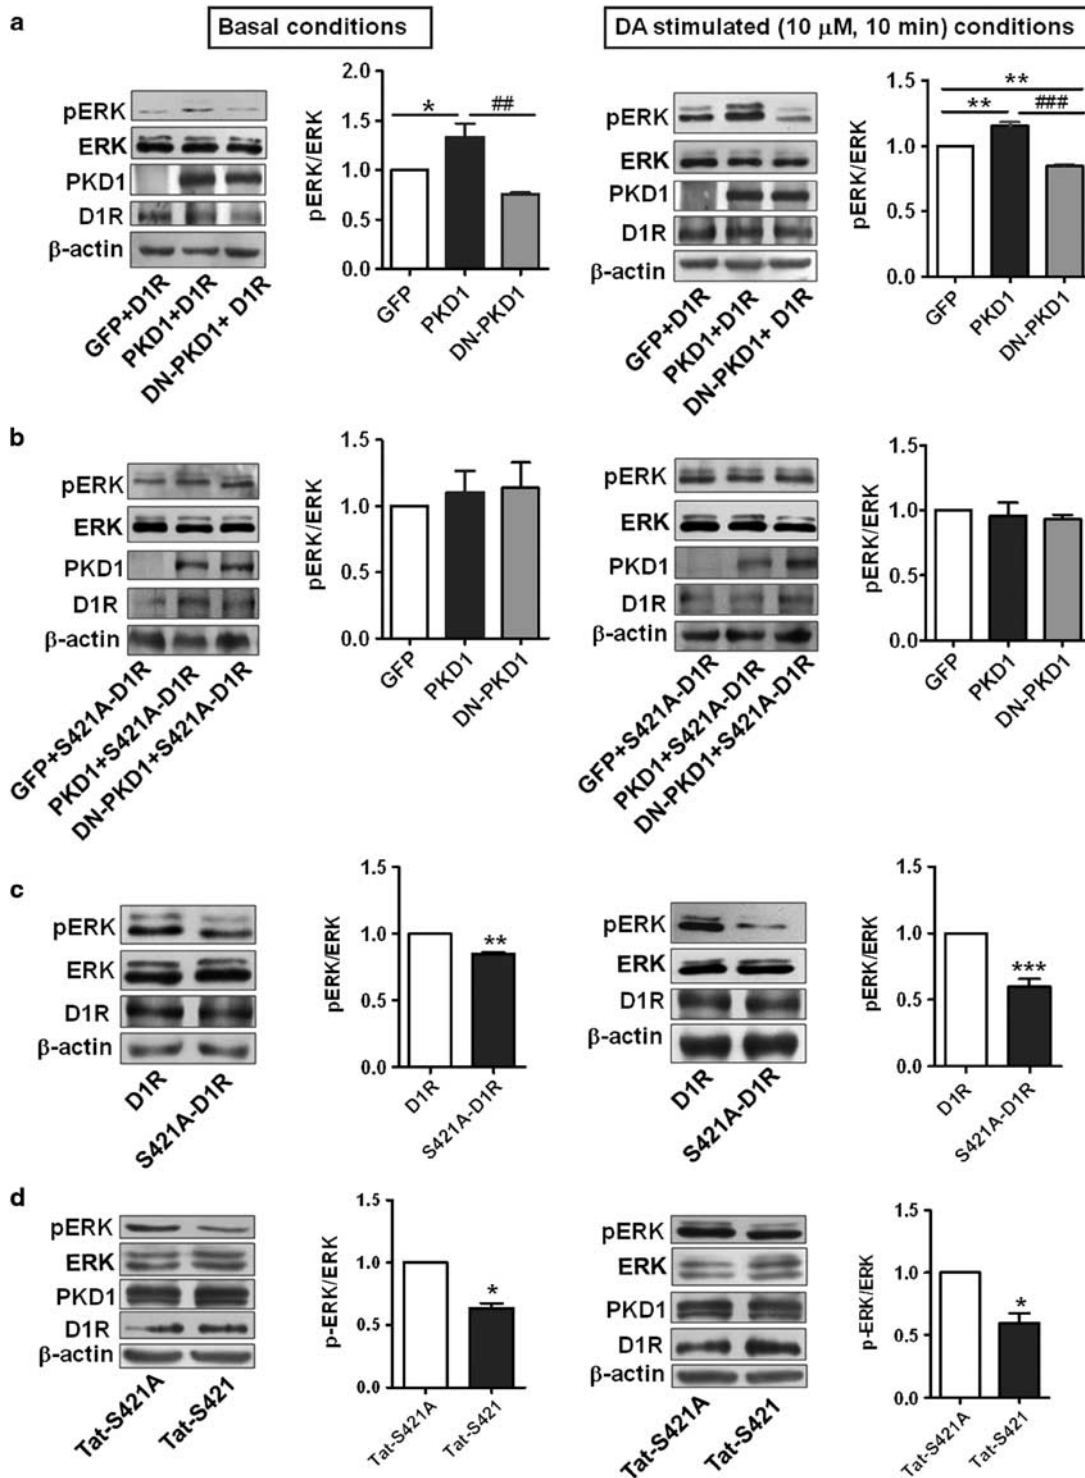 a
Basal conditions
DA stimulated (10 μM, 10 min) conditions
pERK
ERK
PKD1
D1R
β-actin
GFP+D1R
PKD1+D1R
DN-PKD1+ D1R
pERK/ERK
2.0
1.5
1.0
0.5
0.0
* ##
GFP
PKD1
DN-PKD1
pERK
ERK
PKD1
D1R
β-actin
GFP+D1R
PKD1+D1R
DN-PKD1+ D1R
pERK/ERK
1.5
1.0
0.5
0.0
**
** ###
GFP
PKD1
DN-PKD1
b
pERK
ERK
PKD1
D1R
β-actin
GFP+S421A-D1R
PKD1+S421A-D1R
DN-PKD1+S421A-D1R
pERK/ERK
1.5
1.0
0.5
0.0
GFP
PKD1
DN-PKD1
pERK
ERK
PKD1
D1R
β-actin
GFP+S421A-D1R
PKD1+S421A-D1R
DN-PKD1+S421A-D1R
pERK/ERK
1.5
1.0
0.5
0.0
GFP
PKD1
DN-PKD1
c
pERK
ERK
D1R
β-actin
D1R
S421A-D1R
pERK/ERK
1.5
1.0
0.5
0.0
**
D1R
S421A-D1R
pERK
ERK
D1R
β-actin
D1R
S421A-D1R
pERK/ERK
1.5
1.0
0.5
0.0
***
D1R
S421A-D1R
d
pERK
ERK
PKD1
D1R
β-actin
Tat-S421A
Tat-S421
p-ERK/ERK
1.5
1.0
0.5
0.0
*
Tat-S421A
Tat-S421
pERK
ERK
PKD1
D1R
β-actin
Tat-S421A
Tat-S421
p-ERK/ERK
1.5
1.0
0.5
0.0
*
Tat-S421A
Tat-S421